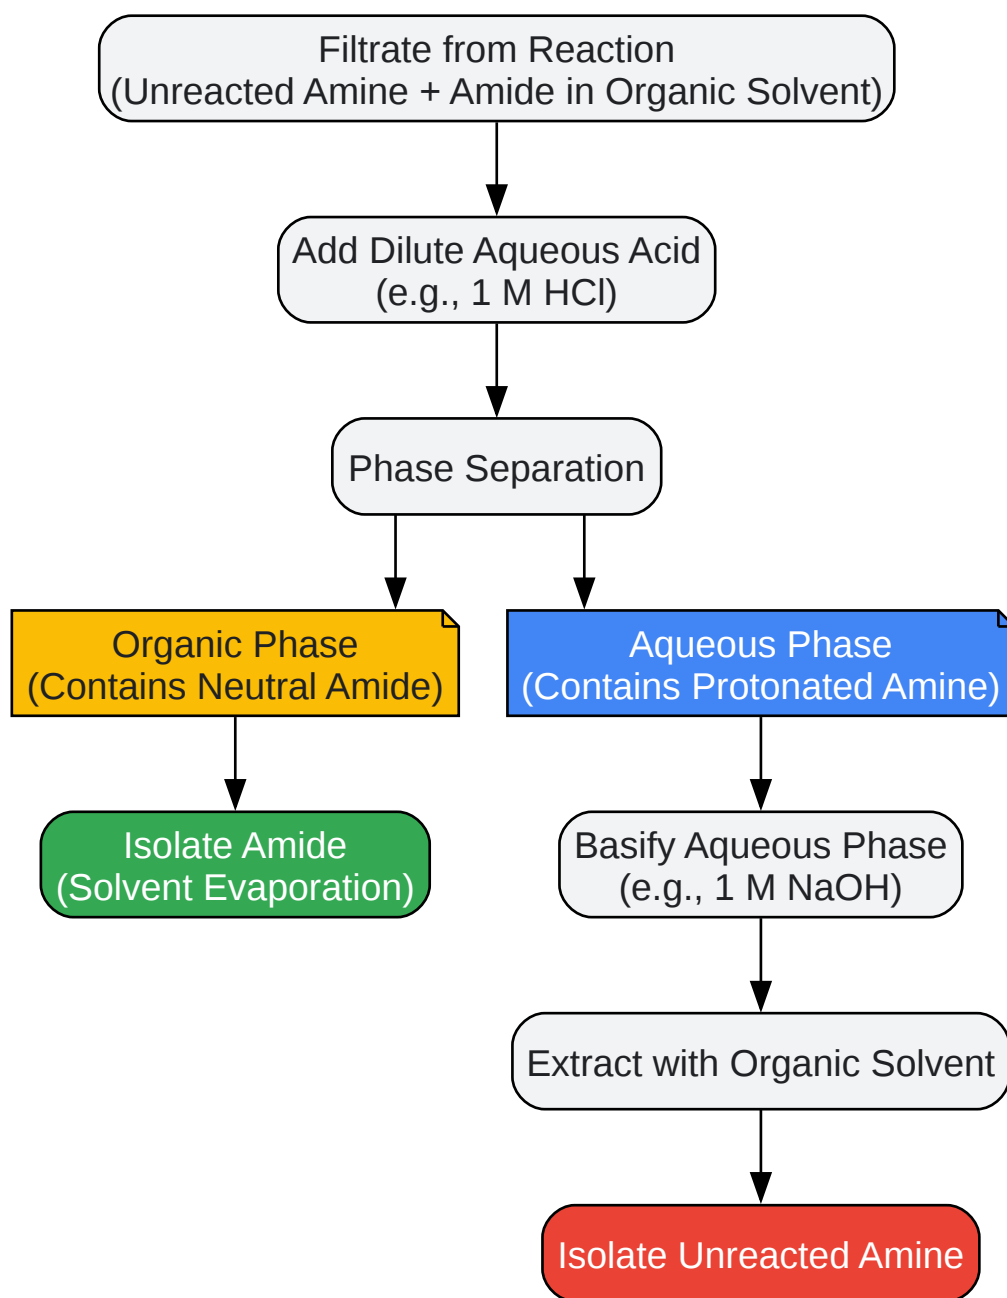 Filtrate from Reaction
(Unreacted Amine + Amide in Organic Solvent)
Add Dilute Aqueous Acid
(e.g., 1 M HCl)
Phase Separation
Organic Phase
(Contains Neutral Amide)
Aqueous Phase
(Contains Protonated Amine)
Isolate Amide
(Solvent Evaporation)
Basify Aqueous Phase
(e.g., 1 M NaOH)
Extract with Organic Solvent
Isolate Unreacted Amine